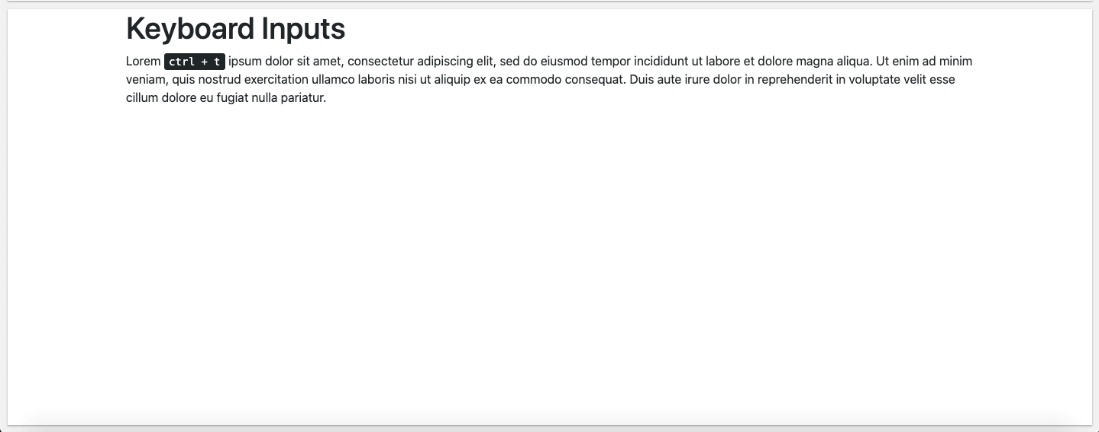 Keyboard Inputs
Lorem ctrl + t ipsum dolor sit amet, consectetur adipiscing elit, sed do eiusmod tempor incididunt ut labore et dolore magna aliqua. Ut enim ad minim
veniam, quis nostrud exercitation ullamco laboris nisi ut aliquip ex ea commodo consequat. Duis aute irure dolor in reprehenderit in voluptate velit esse
cillum dolore eu fugiat nulla pariatur.